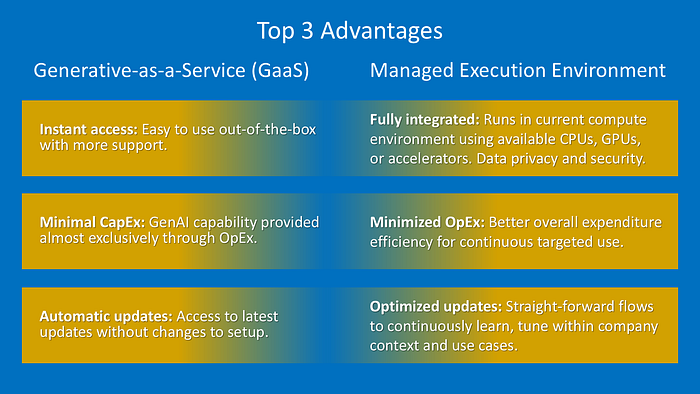 Top 3 Advantages
Generative-as-a-Service (GaaS)
Managed Execution Environment
Instant access: Easy to use out-of-the-box
with more support.
Fully integrated: Runs in current compute
environment using available CPUs, GPUs,
or accelerators. Data privacy and security.
Minimal CapEx: GenAI capability provided
almost exclusively through OpEx.
Minimized OpEx: Better overall expenditure
efficiency for continuous targeted use.
Automatic updates: Access to latest
updates without changes to setup.
Optimized updates: Straight-forward flows
to continuously learn, tune within company
context and use cases.